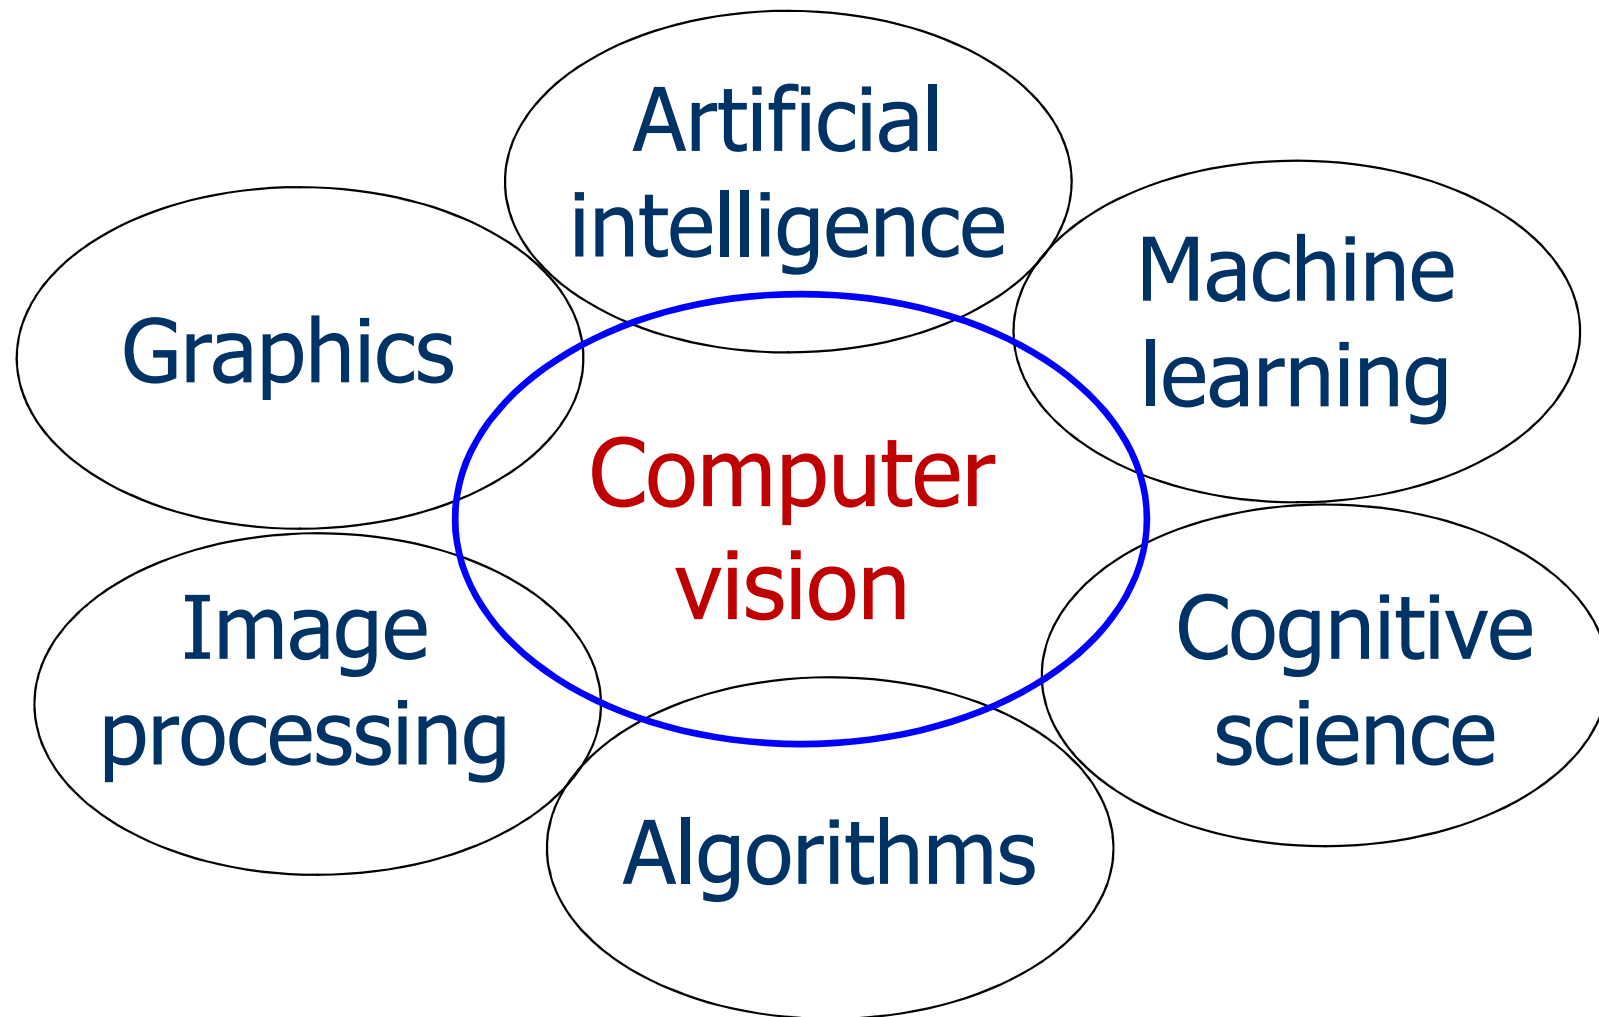 Artificial
intelligence
Machine
learning
Graphics
Computer
vision
Image
processing
Cognitive
science
Algorithms